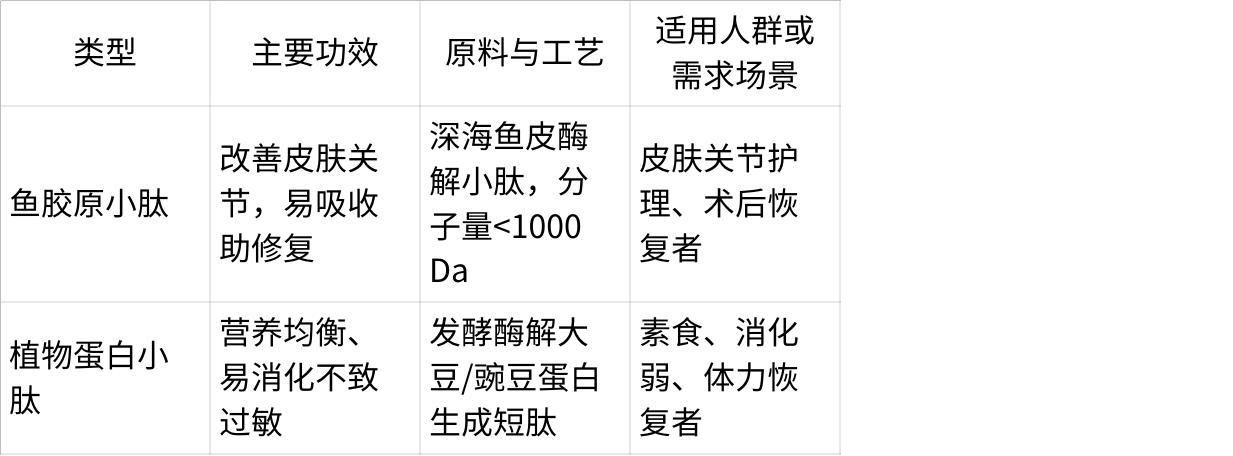 类型
主要功效
原料与工艺
适用人群或
需求场景
鱼胶原小肽
改善皮肤关
节，易吸收
助修复
深海鱼皮酶
解小肽，分
子量<1000
Da
皮肤关节护
理、术后恢
复者
植物蛋白小
肽
营养均衡、
易消化不致
过敏
发酵酶解大
豆/豌豆蛋白
生成短肽
素食、消化
弱、体力恢
复者